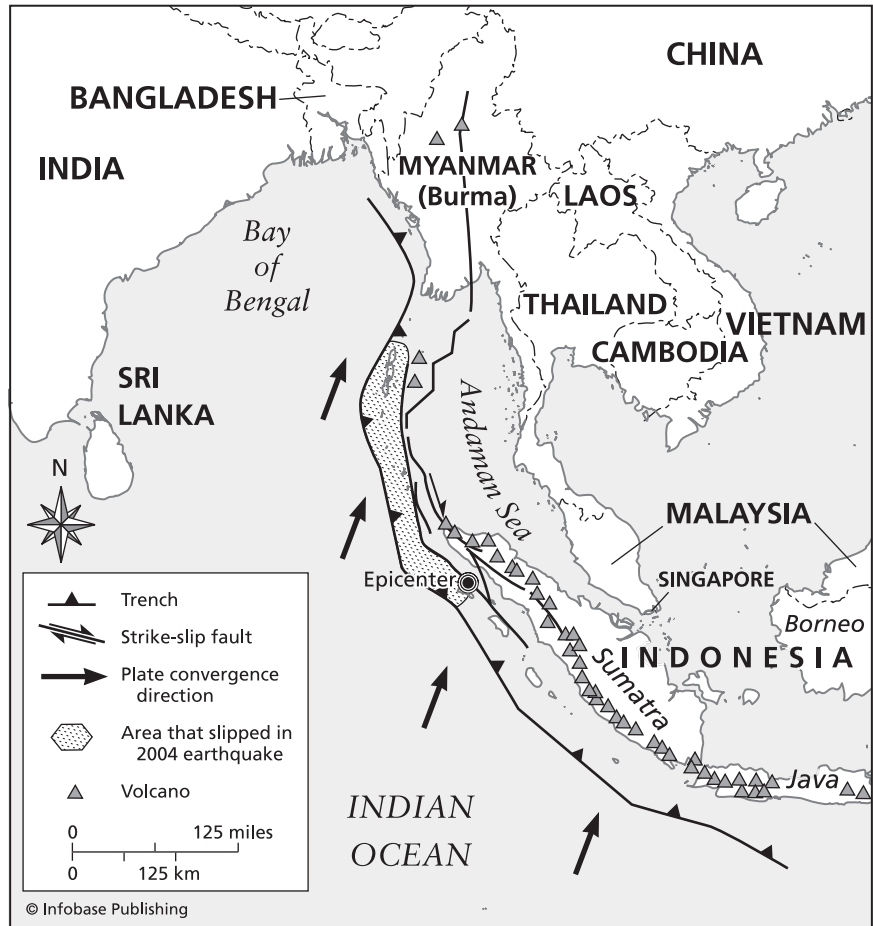 CHINA
BANGLADESH
INDIA
MYANMAR
(Burma)
LAOS
Bay
of
Bengal
THAILAND
VIETNAM
CAMBODIA
SRI
LANKA
Andaman Sea
N
MALAYSIA
Epicenter
SINGAPORE
Borneo
INDONESIA
Sumatra
Java
INDIAN
OCEAN
Trench
Strike-slip fault
Plate convergence
direction
Area that slipped in
2004 earthquake
Volcano
0 125 miles
0 125 km
© Infobase Publishing